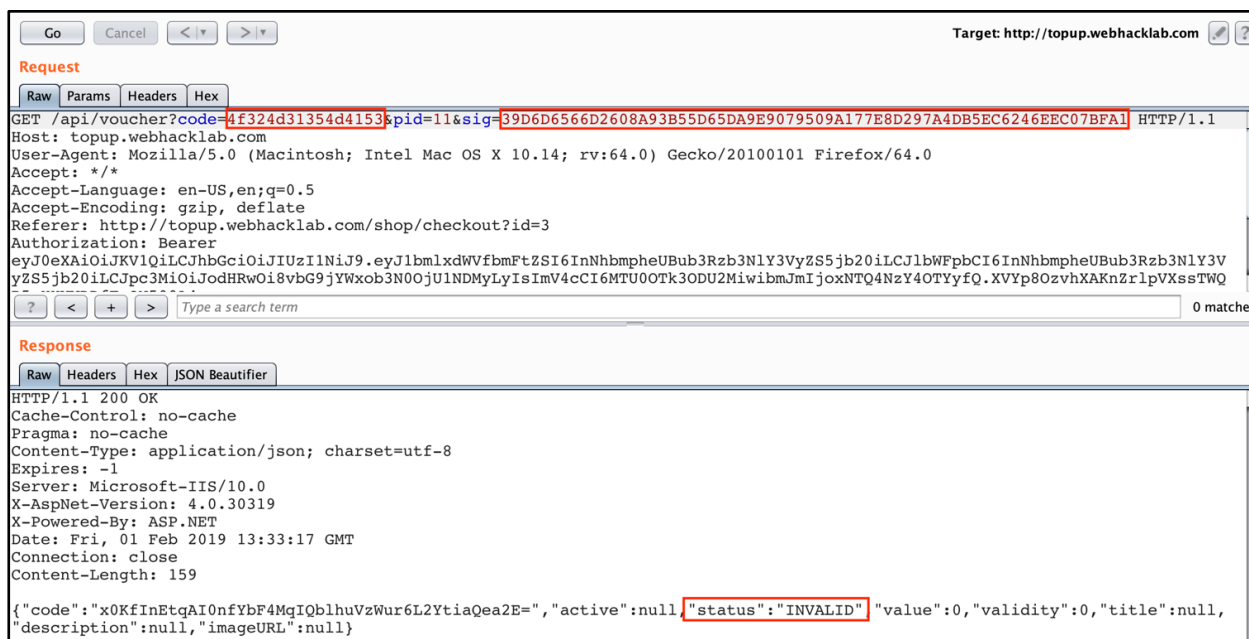 Go Cancel < > Target: http://topup.webhacklab.com ?
Request
Raw Params Headers Hex
GET /api/voucher?code=4f324d31354d4153&pid=11&sig=39D6D6566D2608A93B55D65DA9E9079509A177E8D297A4DB5EC6246EEC07BFA1 HTTP/1.1
Host: topup.webhacklab.com
User-Agent: Mozilla/5.0 (Macintosh; Intel Mac OS X 10.14; rv:64.0) Gecko/20100101 Firefox/64.0
Accept: */*
Accept-Language: en-US,en;q=0.5
Accept-Encoding: gzip, deflate
Referer: http://topup.webhacklab.com/shop/checkout?id=3
Authorization: Bearer
eyJ0eXAiOiJKV1QiLCJhbGciOiJIUzI1NiJ9.eyJ1bmlxdWVfbmFtZSI6InNhbmpheUBub3Rzb3NlY3VyZS5jb20iLCJlbWFpbCI6InNhbmpheUBub3Rzb3NlY3V
yZS5jb20iLCJpc3MiOiJodHRwOi8vbG9jYWxob3N0OjU1NDMyLyIsImV4cCI6MTU0OTk3ODU2MiwibmJmIjoxNTQ4NzY4OTYyfQ.XVYp8OzvhXAKnZrlpVXssTWQ
? < + > Type a search term 0 matche
Response
Raw Headers Hex JSON Beautifier
HTTP/1.1 200 OK
Cache-Control: no-cache
Pragma: no-cache
Content-Type: application/json; charset=utf-8
Expires: -1
Server: Microsoft-IIS/10.0
X-AspNet-Version: 4.0.30319
X-Powered-By: ASP.NET
Date: Fri, 01 Feb 2019 13:33:17 GMT
Connection: close
Content-Length: 159
{"code":"x0KfInEtqAI0nfYbF4MqIQblhuVzWur6L2YtiaQea2E=","active":null,"status":"INVALID","value":0,"validity":0,"title":null,
"description":null,"imageURL":null}